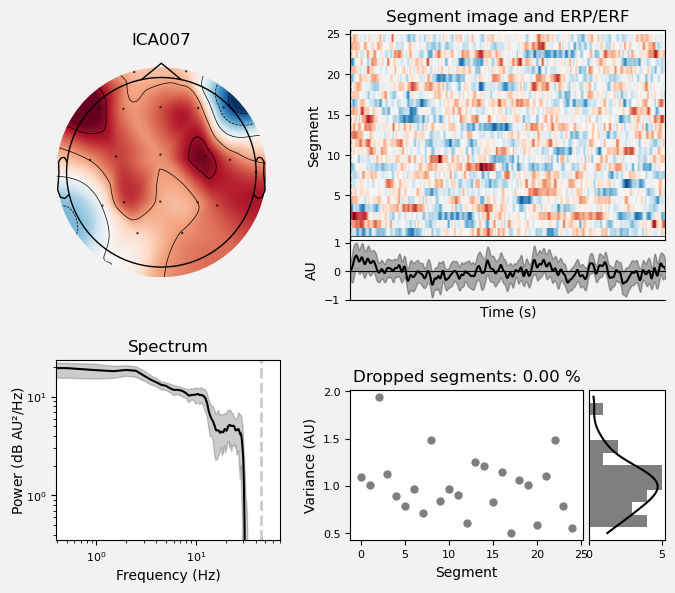 ICA007
Segment image and ERP/ERF
Segment
25
20
15
10
5
AU
1
0
−1
Time (s)
Spectrum
Power (dB AU²/Hz)
10¹
10⁰
10⁰
10¹
Frequency (Hz)
Dropped segments: 0.00 %
Variance (AU)
2.0
1.5
1.0
0.5
0
5
10
15
20
25
Segment
0
5